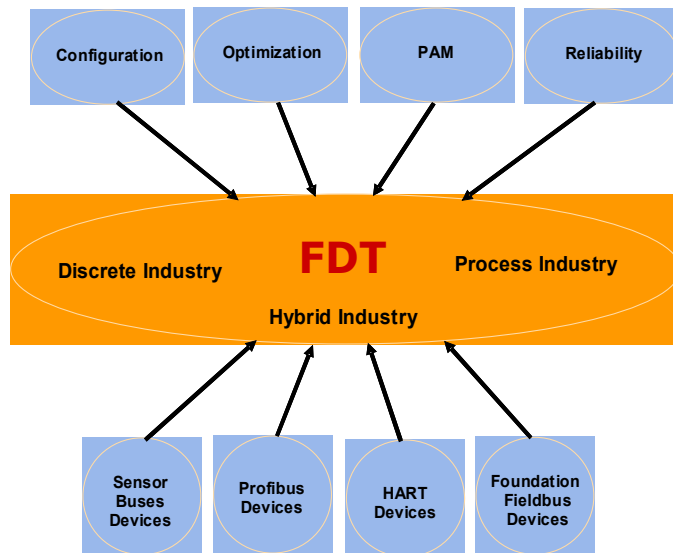 Configuration
Optimization
PAM
Reliability
FDT
Discrete Industry
Process Industry
Hybrid Industry
Sensor
Buses
Devices
Profibus
Devices
HART
Devices
Foundation
Fieldbus
Devices